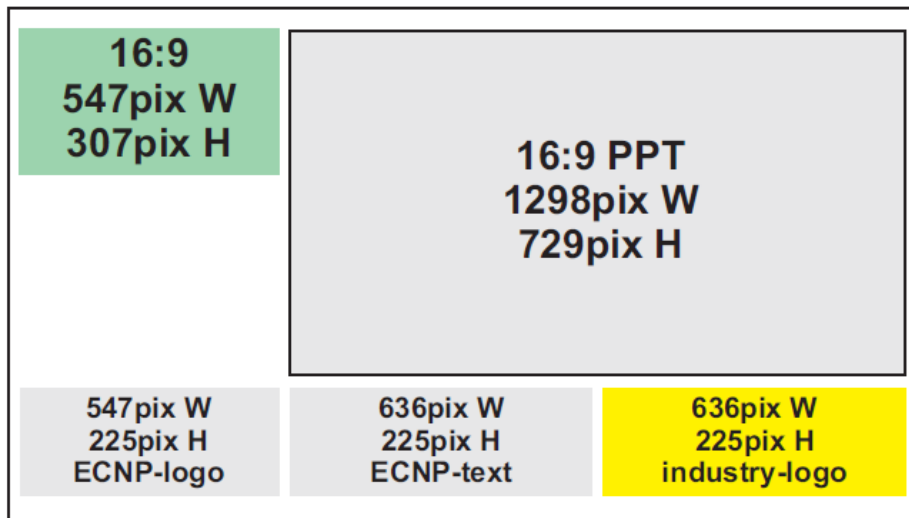 16:9
547pix W
307pix H
16:9 PPT
1298pix W
729pix H
547pix W
225pix H
ECNP-logo
636pix W
225pix H
ECNP-text
636pix W
225pix H
industry-logo